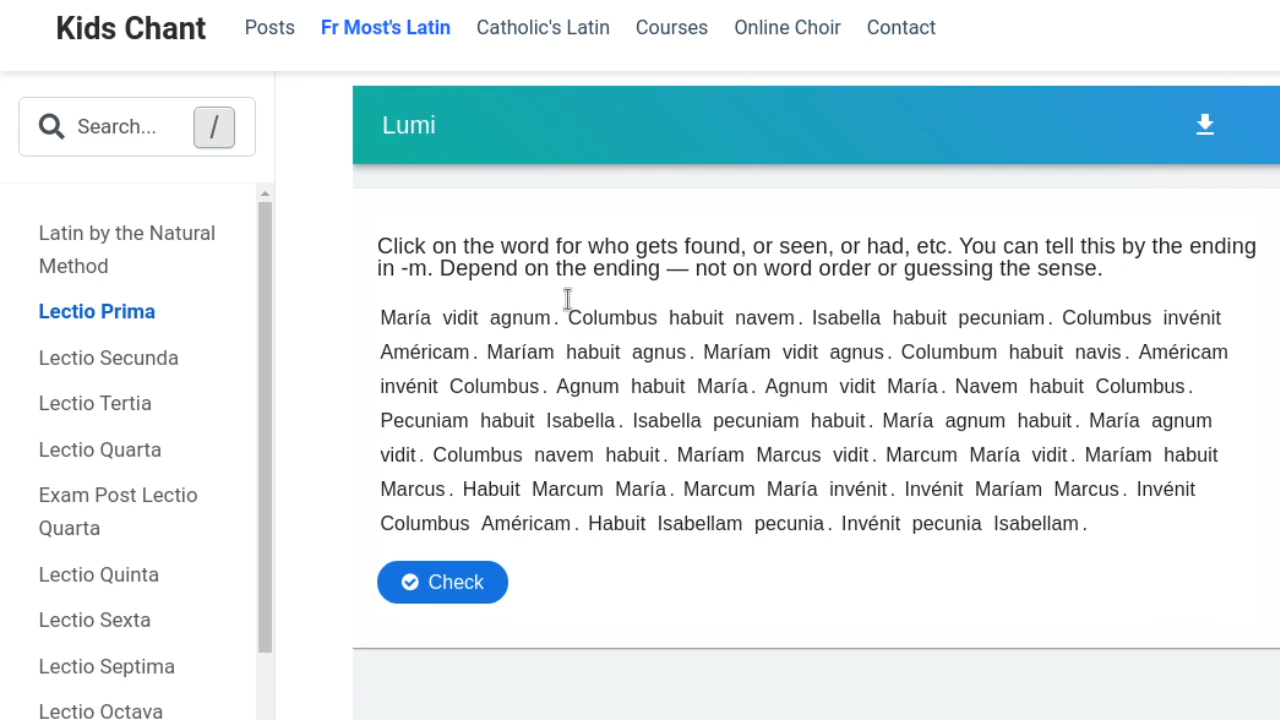 Kids Chant Posts Fr Most's Latin Catholic's Latin Courses Online Choir Contact
Search... /
Latin by the Natural
Method
Lectio Prima
Lectio Secunda
Lectio Tertia
Lectio Quarta
Exam Post Lectio
Quarta
Lectio Quinta
Lectio Sexta
Lectio Septima
Lectio Octava
Lumi
Click on the word for who gets found, or seen, or had, etc. You can tell this by the ending
in -m. Depend on the ending — not on word order or guessing the sense.
María vidit agnum. Columbus habuit navem. Isabella habuit pecuniam. Columbus invénit
Américam. Maríam habuit agnus. Maríam vidit agnus. Columbum habuit navis. Américam
invénit Columbus. Agnum habuit María. Agnum vidit María. Navem habuit Columbus.
Pecuniam habuit Isabella. Isabella pecuniam habuit. María agnum habuit. María agnum
vidit. Columbus navem habuit. Maríam Marcus vidit. Marcum María vidit. Maríam habuit
Marcus. Habuit Marcum María. Marcum María invénit. Invénit Maríam Marcus. Invénit
Columbus Américam. Habuit Isabellam pecunia. Invénit pecunia Isabellam.
Check